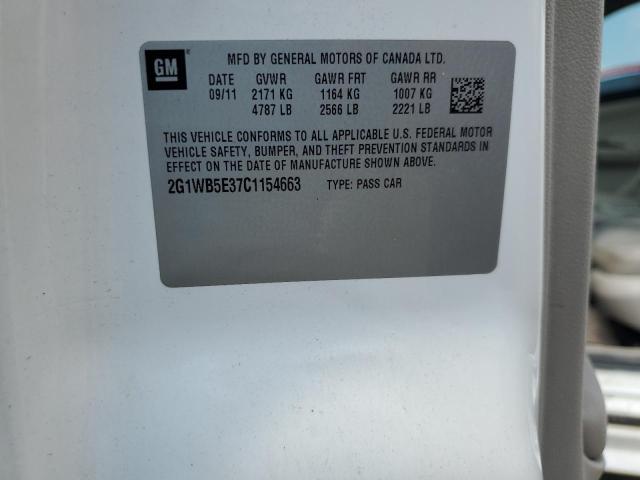 GM
MFD BY GENERAL MOTORS OF CANADA LTD.
DATE GVWR GAWR FRT GAWR RR
09/11 2171 KG 1164 KG 1007 KG
4787 LB 2566 LB 2221 LB
THIS VEHICLE CONFORMS TO ALL APPLICABLE U.S. FEDERAL MOTOR
VEHICLE SAFETY, BUMPER, AND THEFT PREVENTION STANDARDS IN
EFFECT ON THE DATE OF MANUFACTURE SHOWN ABOVE.
2G1WB5E37C1154663 TYPE: PASS CAR